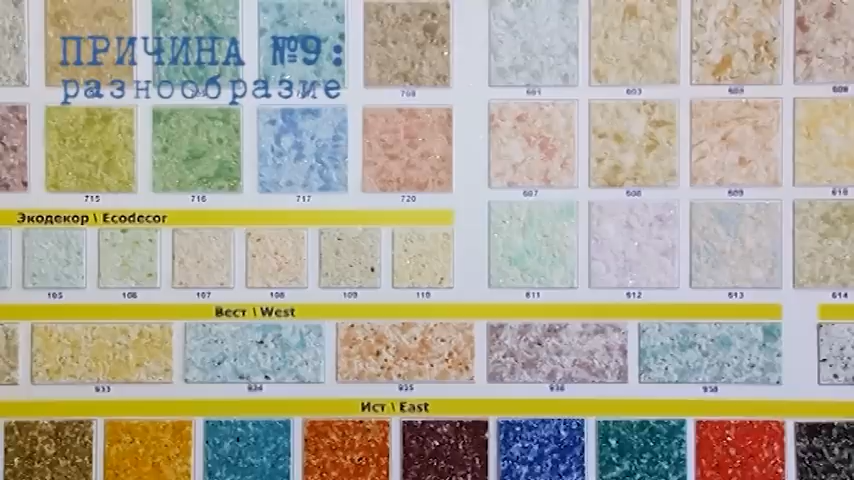 ПРИЧИНА №9:
разнообразие
708 601 603 605 606
715 716 717 720 607 608 609 610
Экодекор \ Ecodecor
105 106 107 108 109 110 611 612 613 614
Вест \ West
933 934 935 936 938
Ист \ East